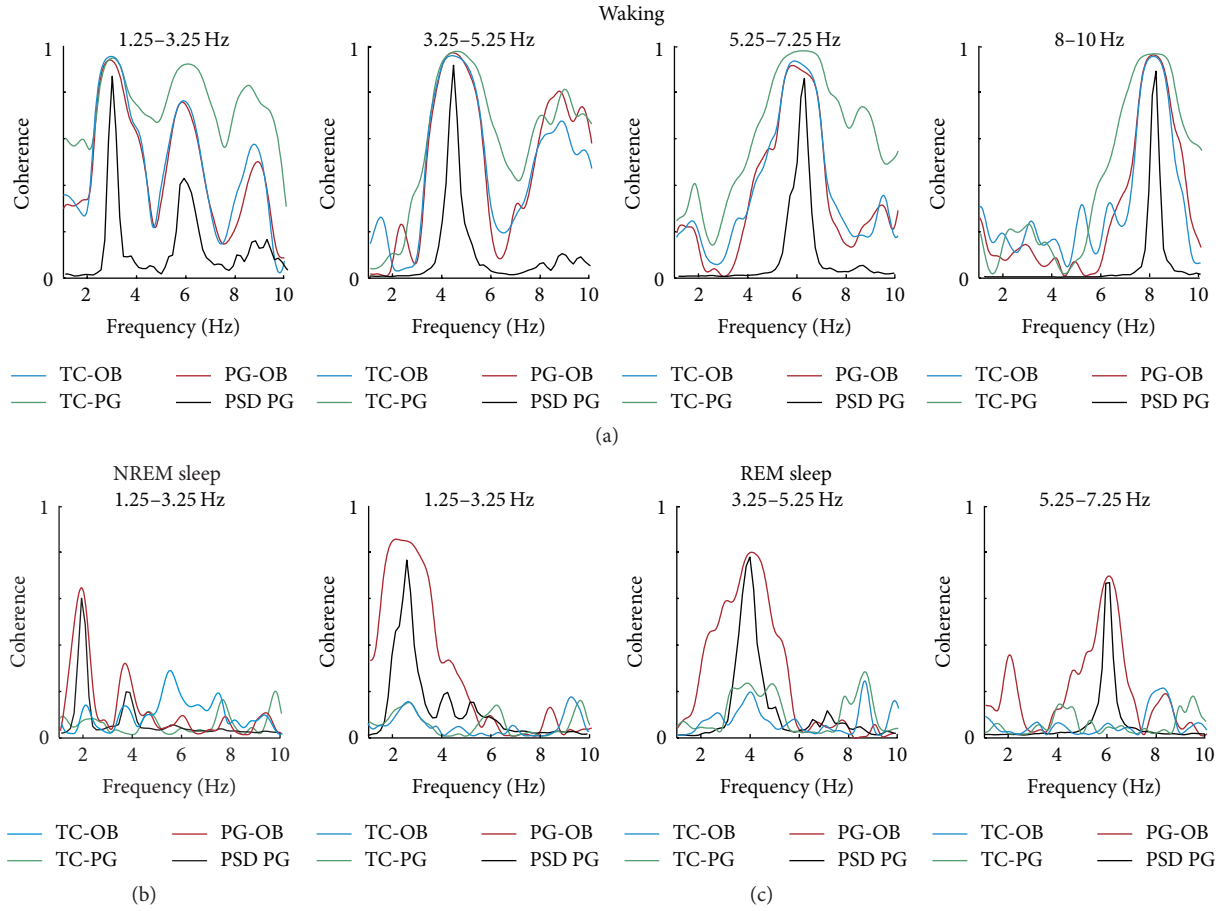 Waking
1.25–3.25 Hz
3.25–5.25 Hz
5.25–7.25 Hz
8–10 Hz
1
1
1
1
Coherence
Coherence
Coherence
Coherence
0
0
0
0
2 4 6 8 10
2 4 6 8 10
2 4 6 8 10
2 4 6 8 10
Frequency (Hz)
Frequency (Hz)
Frequency (Hz)
Frequency (Hz)
TC-OB PG-OB TC-OB PG-OB TC-OB PG-OB TC-OB PG-OB
TC-PG PSD PG TC-PG PSD PG TC-PG PSD PG TC-PG PSD PG
(a)
NREM sleep
REM sleep
1.25–3.25 Hz
1.25–3.25 Hz
3.25–5.25 Hz
5.25–7.25 Hz
1
1
1
1
Coherence
Coherence
Coherence
Coherence
0
0
0
0
2 4 6 8 10
2 4 6 8 10
2 4 6 8 10
2 4 6 8 10
Frequency (Hz)
Frequency (Hz)
Frequency (Hz)
Frequency (Hz)
TC-OB PG-OB TC-OB PG-OB TC-OB PG-OB TC-OB PG-OB
TC-PG PSD PG TC-PG PSD PG TC-PG PSD PG TC-PG PSD PG
(b)
(c)